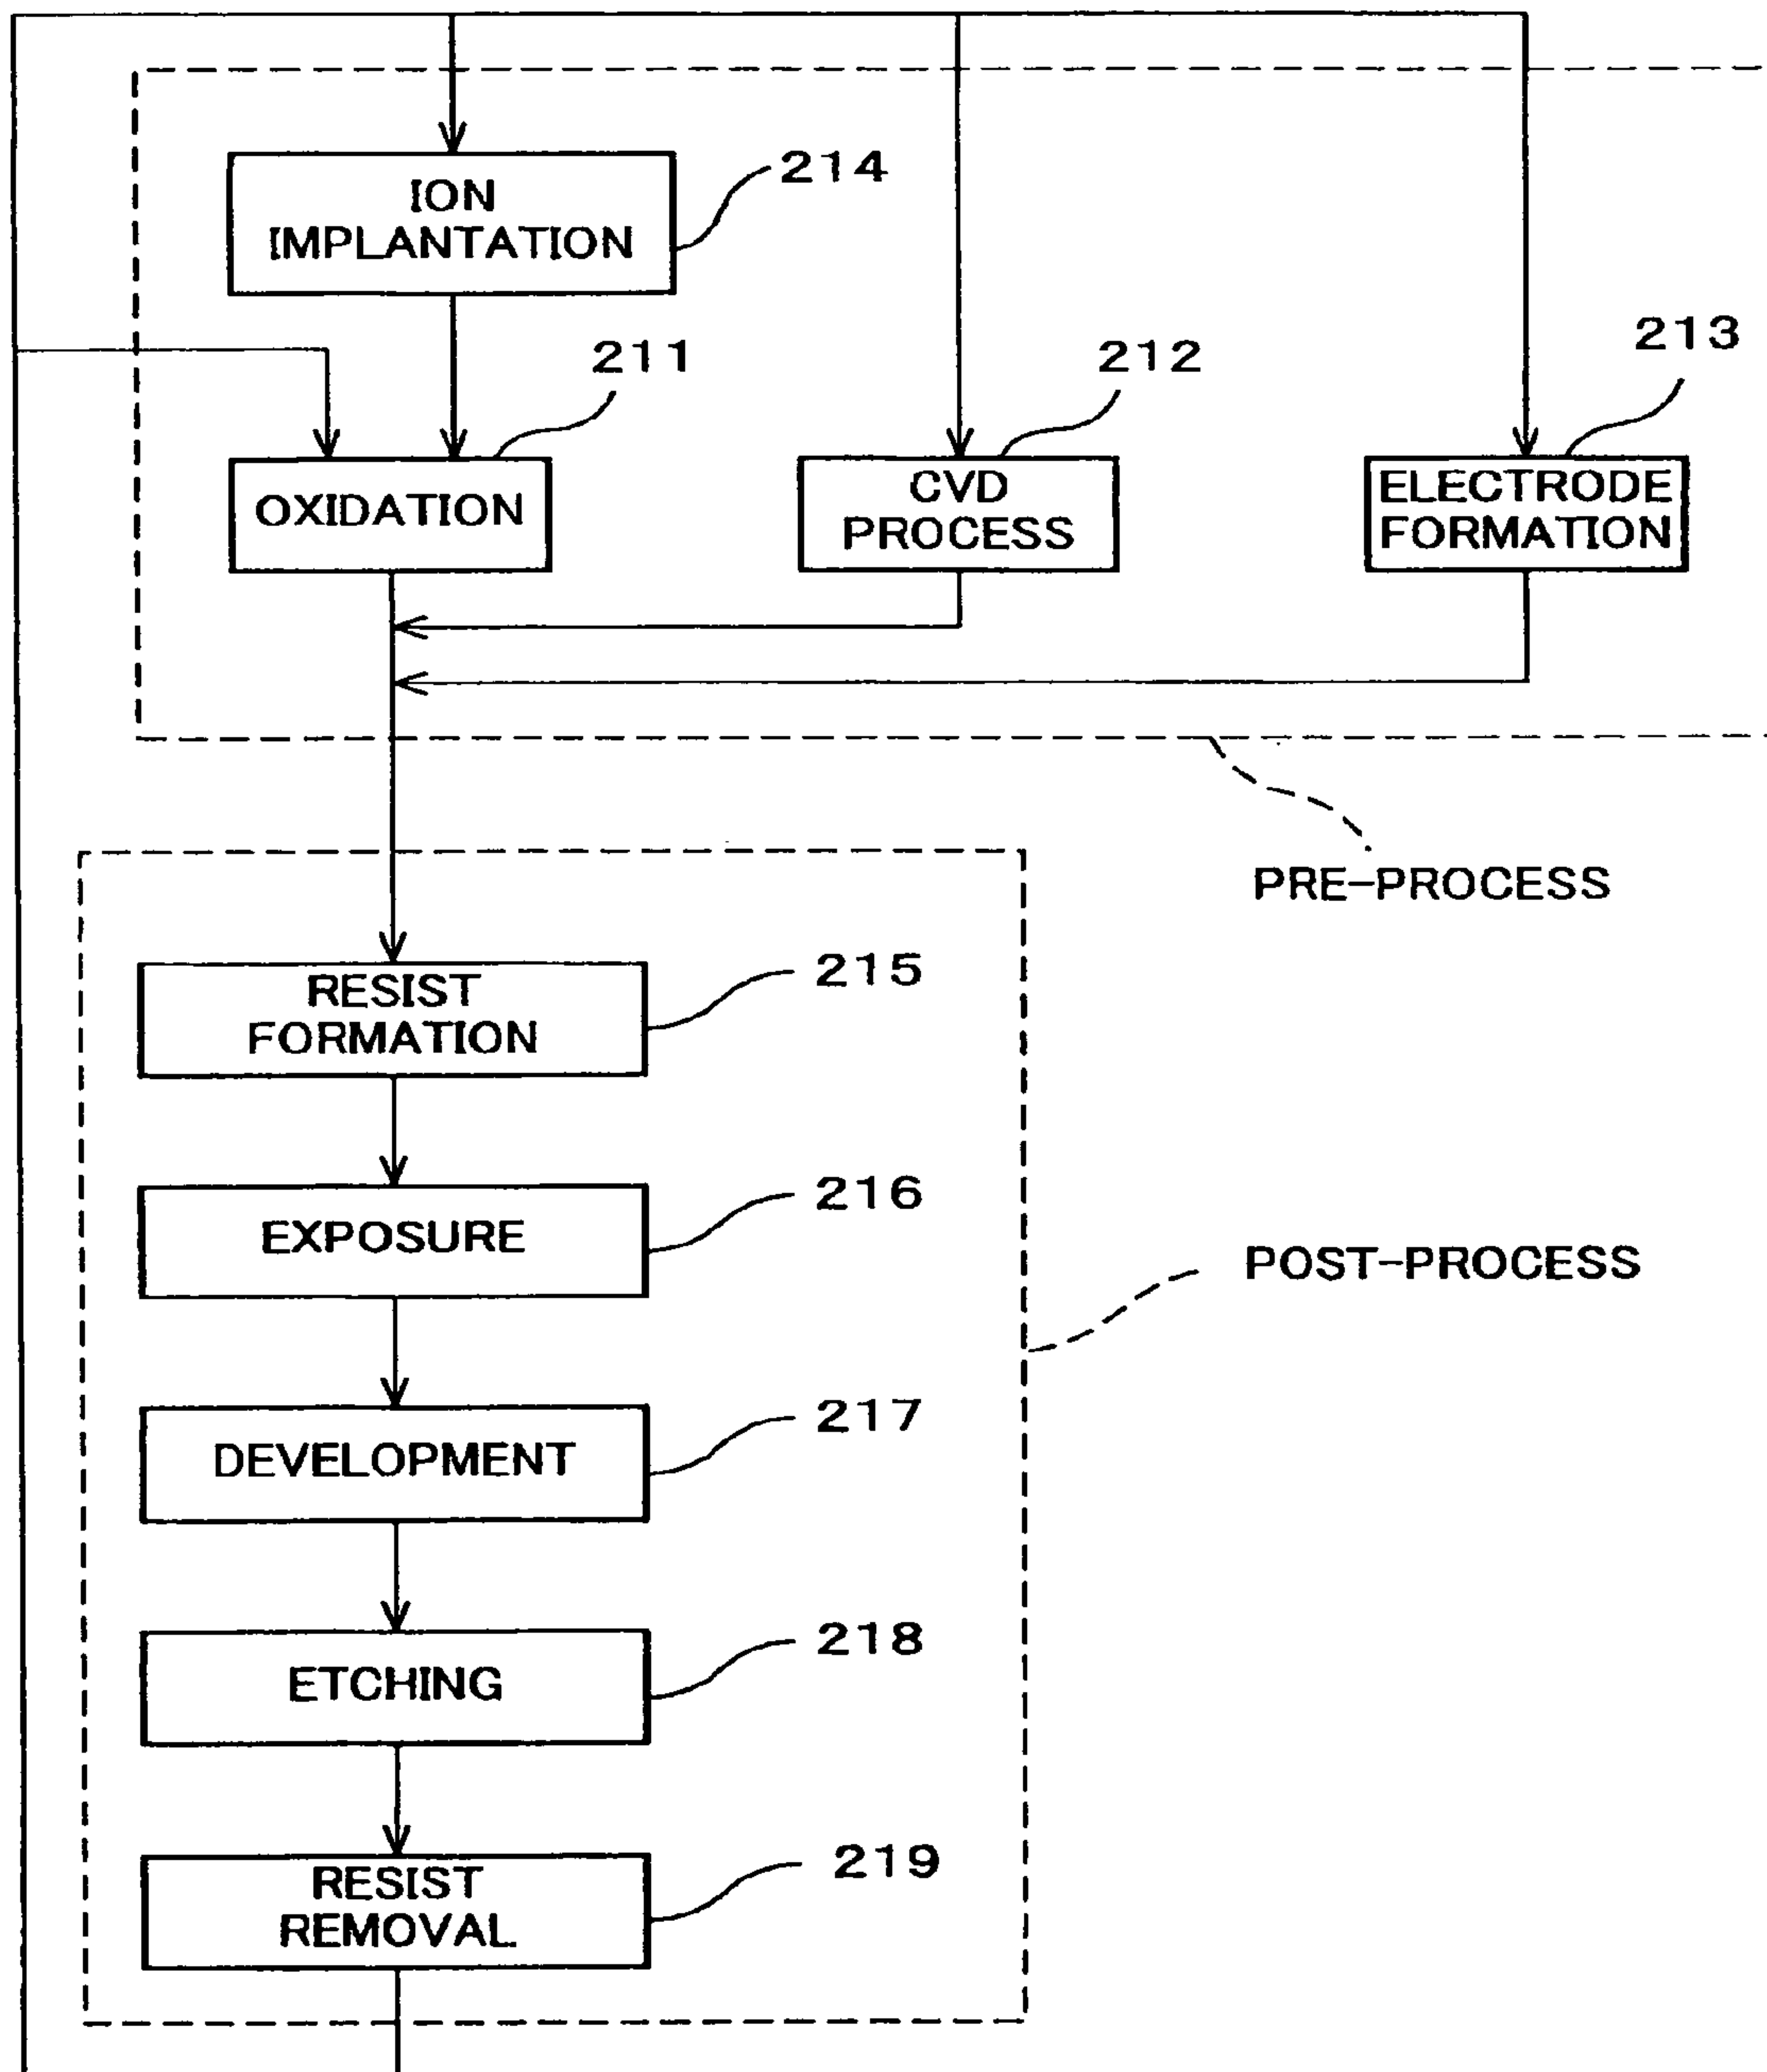 214
ION
IMPLANTATION
211
212
213
OXIDATION
CVD
PROCESS
ELECTRODE
FORMATION
PRE-PROCESS
215
RESIST
FORMATION
216
EXPOSURE
POST-PROCESS
217
DEVELOPMENT
218
ETCHING
219
RESIST
REMOVAL